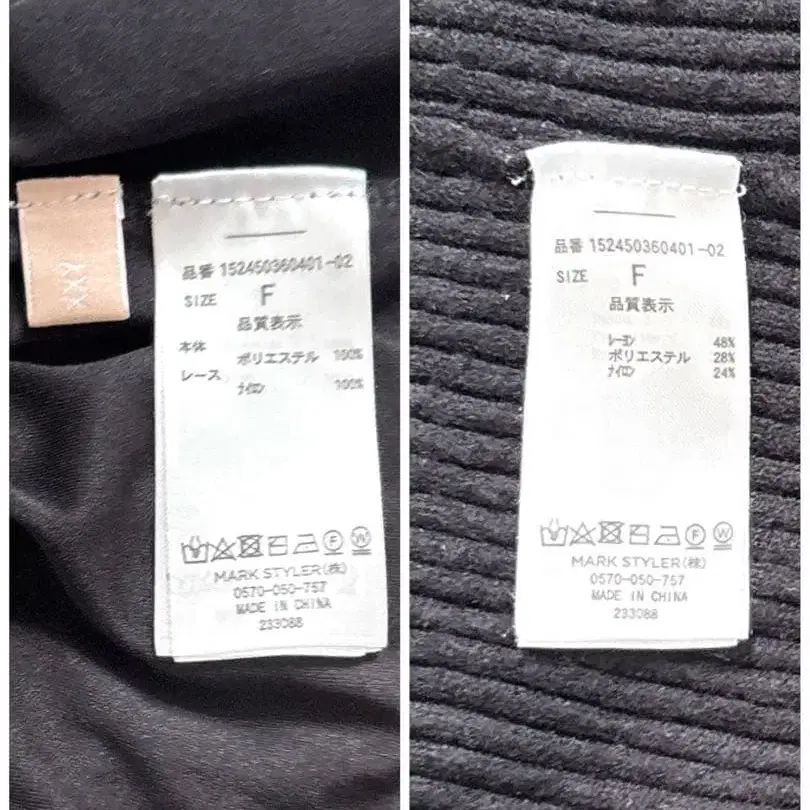 XXY
品番 152450360401-02
SIZE F
品質表示
本体 ポリエステル 100%
レース ナイロン 100%
F W
MARK STYLER(株)
0570-050-757
MADE IN CHINA
233088
品番 152450360401-02
SIZE F
品質表示
レーヨン 48%
ポリエステル 28%
ナイロン 24%
F W
MARK STYLER(株)
0570-050-757
MADE IN CHINA
233088